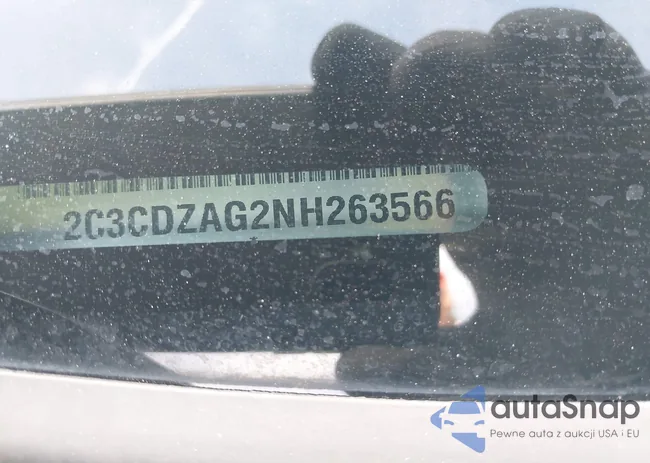 2C3CDZAG2NH263566
autaSnap
Pewne auta z aukcji USA i EU